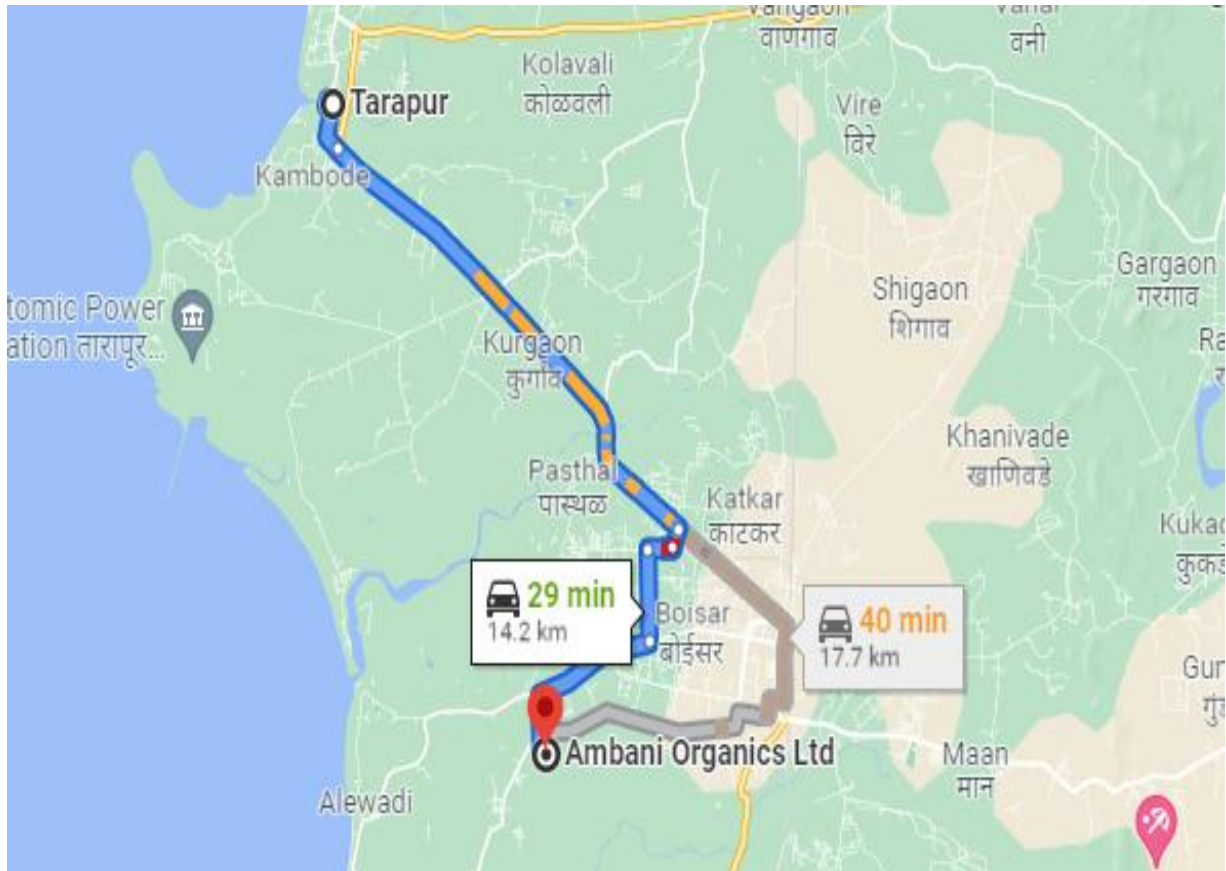 Vangaon
वाणगाव
वनी
Kolavali
कोळवली
Tarapur
Vire
विरे
Kambode
Gargaon
गरगाव
Shigaon
शिगाव
tomic Power
ation तारापूर...
Kurgaon
कुर्गाव
Khanivade
खाणिवडे
Pasthal
पास्थळ
Katkar
काटकर
29 min
14.2 km
Boisar
बोईसर
40 min
17.7 km
Ambani Organics Ltd
Maan
मान
Alewadi